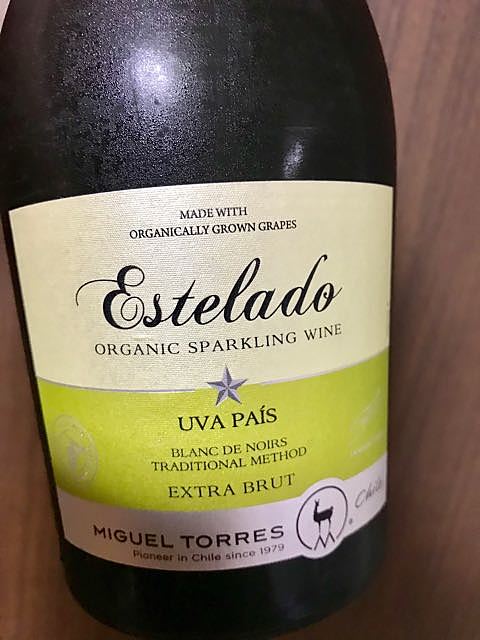 MADE WITH
ORGANICALLY GROWN GRAPES
Estelado
ORGANIC SPARKLING WINE
UVA PAÍS
BLANC DE NOIRS
TRADITIONAL METHOD
EXTRA BRUT
MIGUEL TORRES
Chile
Pioneer in Chile since 1979